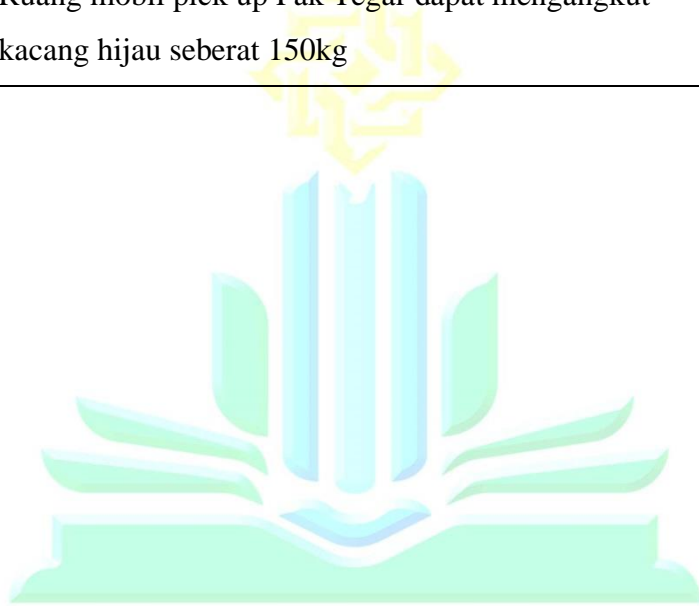 Ruang mobil pick up Pak Tegar dapat mengangkut
kacang hijau seberat 150kg